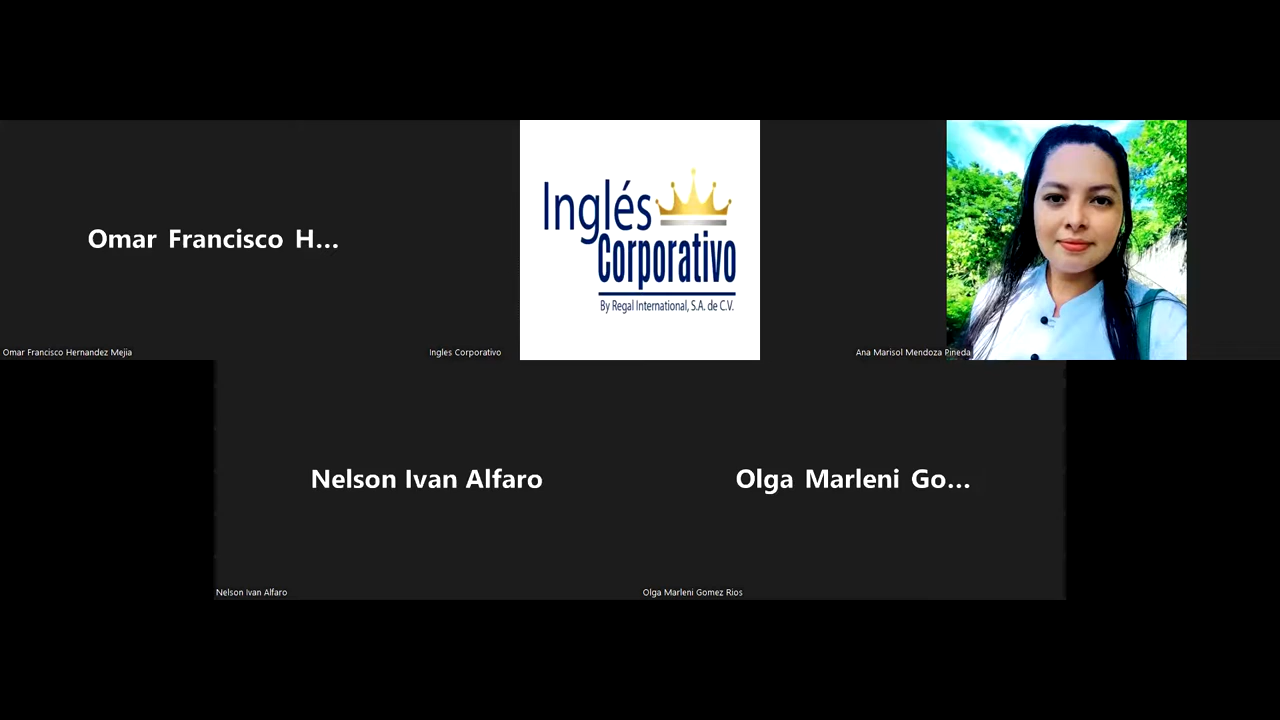 Omar Francisco H...
Omar Francisco Hernandez Mejia
Inglés
Corporativo
By Regal International, S.A. de C.V.
Ingles Corporativo
Ana Marisol Mendoza Pineda
Nelson Ivan Alfaro
Nelson Ivan Alfaro
Olga Marleni Go...
Olga Marleni Gomez Rios